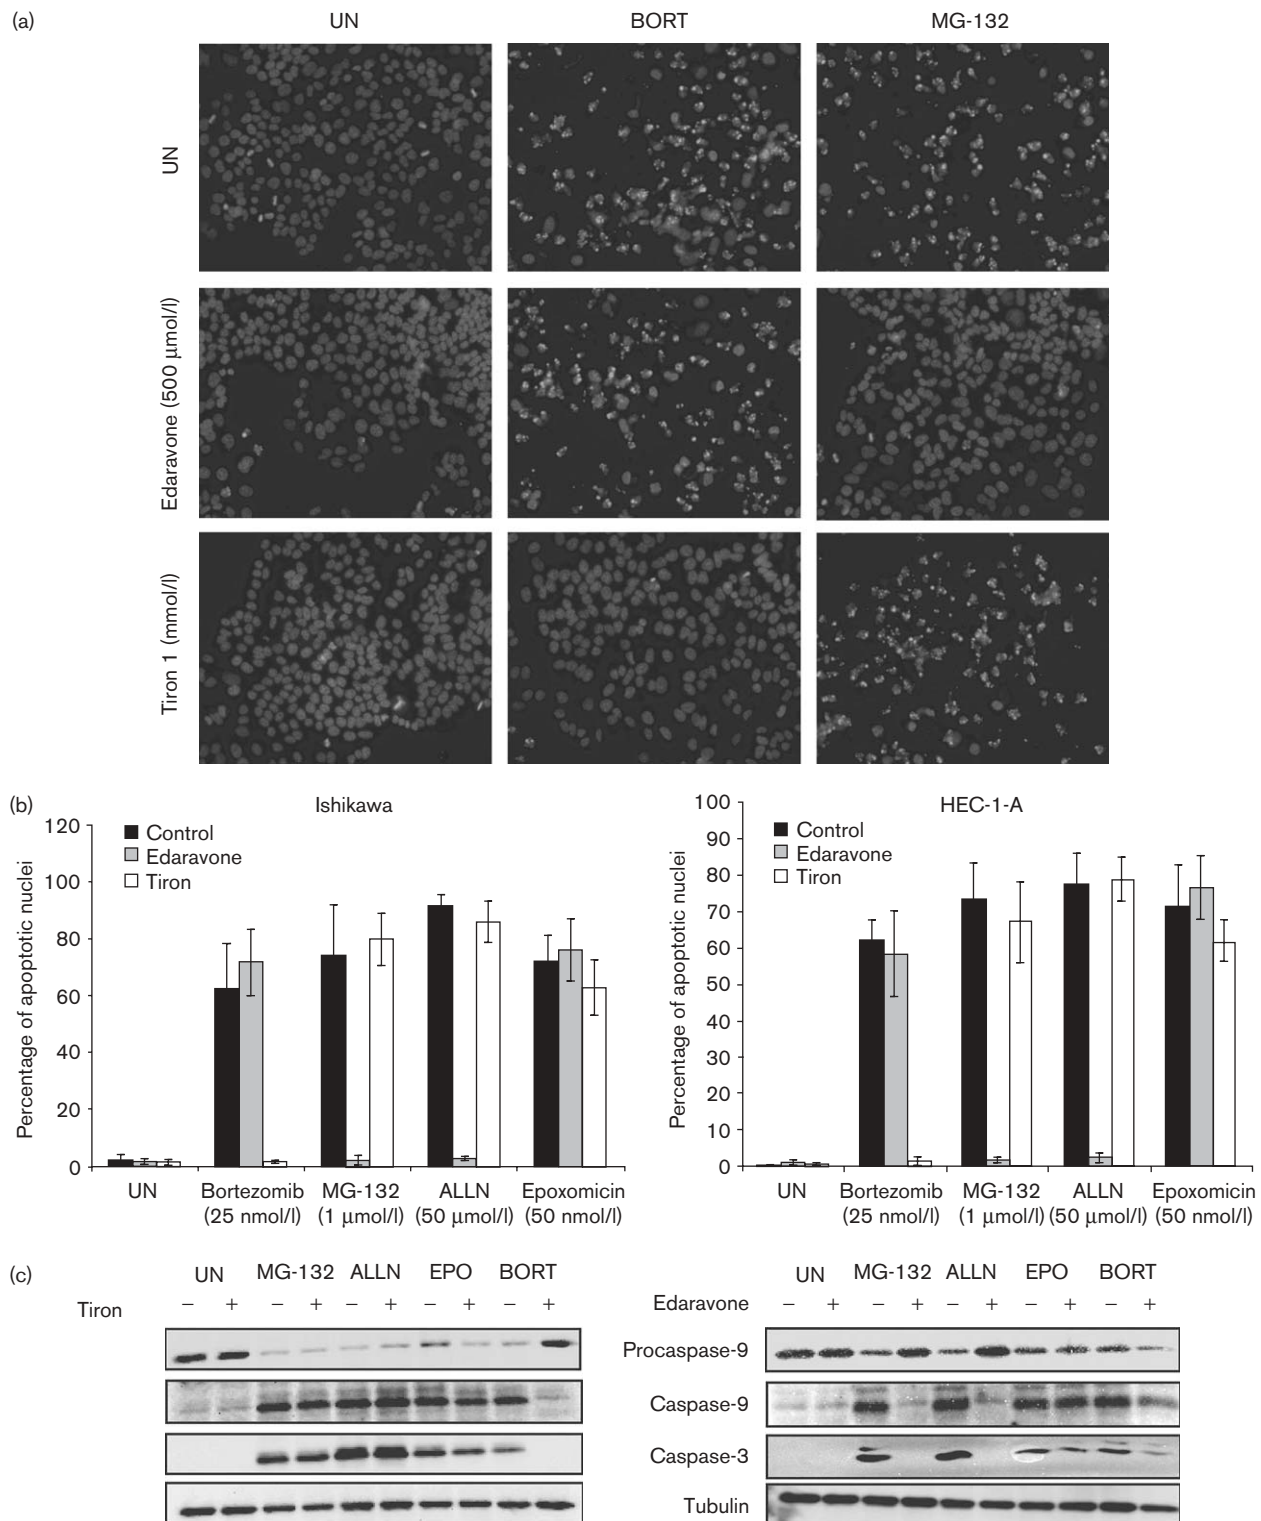 (a)
UN BORT MG-132
UN
Edaravone (500 μmol/l)
Tiron 1 (mmol/l)
(b)
Ishikawa
Percentage of apoptotic nuclei
120
100
80
60
40
20
0
Control
Edaravone
Tiron
UN Bortezomib MG-132 ALLN Epoxomicin
(25 nmol/l) (1 μmol/l) (50 μmol/l) (50 nmol/l)
HEC-1-A
Percentage of apoptotic nuclei
100
90
80
70
60
50
40
30
20
10
0
Control
Edaravone
Tiron
UN Bortezomib MG-132 ALLN Epoxomicin
(25 nmol/l) (1 μmol/l) (50 μmol/l) (50 nmol/l)
(c)
UN MG-132 ALLN EPO BORT
Tiron − + − + − + − + − +
UN MG-132 ALLN EPO BORT
Edaravone − + − + − + − + − +
Procaspase-9
Caspase-9
Caspase-3
Tubulin